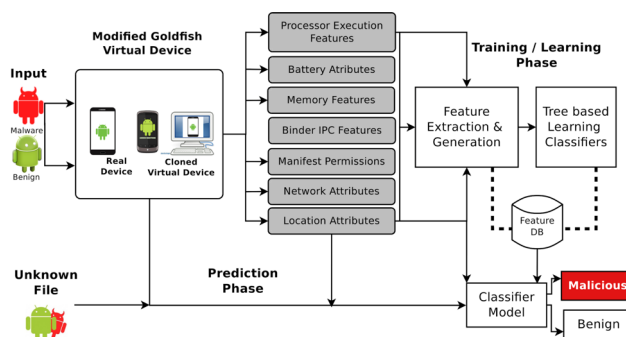 Modified Goldfish
Virtual Device
Processor Execution
Features
Training / Learning
Phase
Input
Malware
Benign
Real
Device
Cloned
Virtual Device
Battery Atributes
Memory Features
Binder IPC Features
Manifest Permissions
Network Attributes
Location Attributes
Feature
Extraction &
Generation
Tree based
Learning
Classifiers
Feature
DB
Unknown
File
Prediction
Phase
Classifier
Model
Malicious
Benign